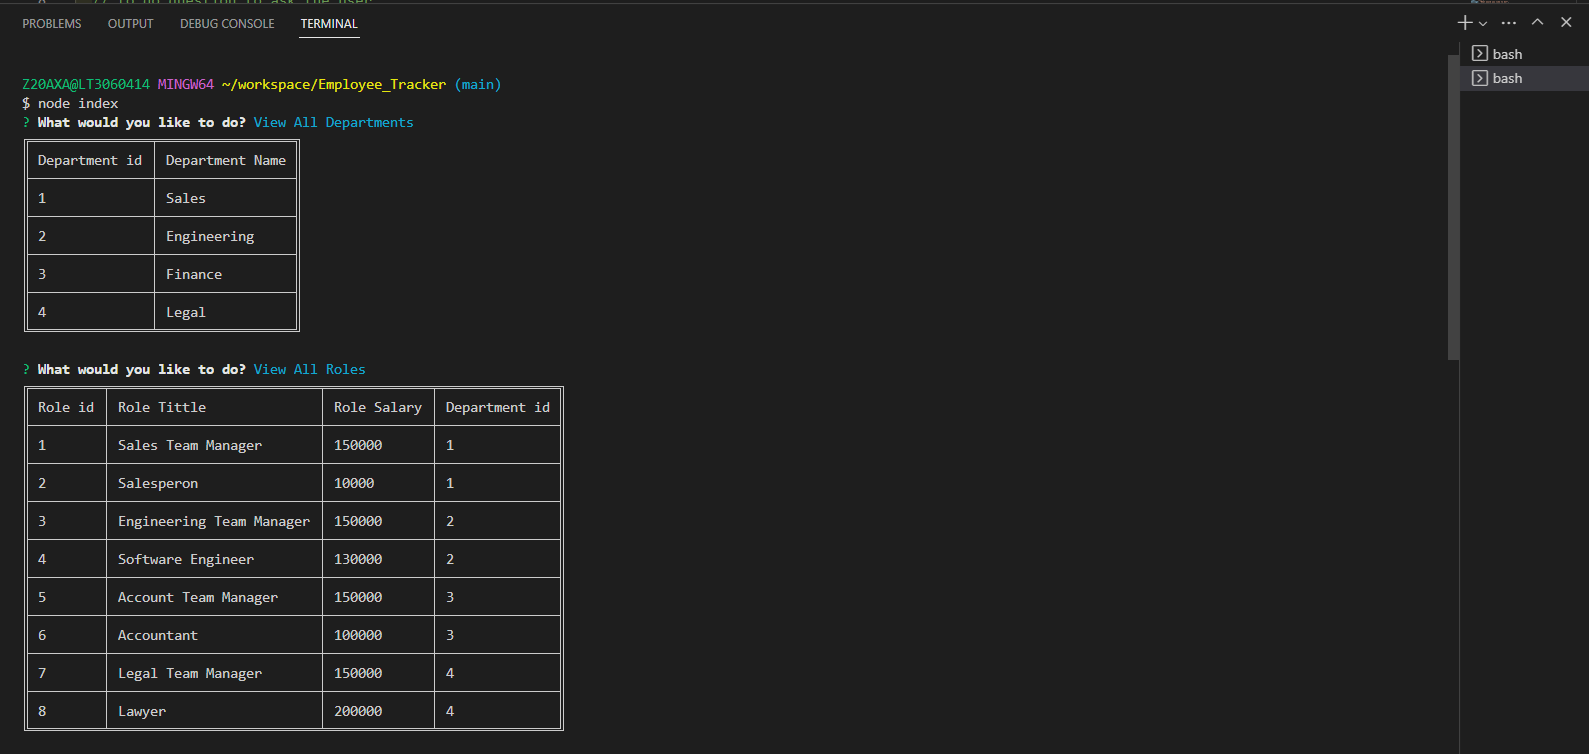 PROBLEMS OUTPUT DEBUG CONSOLE TERMINAL
bash
bash
Z20AXA@LT3060414 MINGW64 ~/workspace/Employee_Tracker (main)
$ node index
? What would you like to do? View All Departments
Department id Department Name
1 Sales
2 Engineering
3 Finance
4 Legal
? What would you like to do? View All Roles
Role id Role Tittle Role Salary Department id
1 Sales Team Manager 150000 1
2 Salesperon 10000 1
3 Engineering Team Manager 150000 2
4 Software Engineer 130000 2
5 Account Team Manager 150000 3
6 Accountant 100000 3
7 Legal Team Manager 150000 4
8 Lawyer 200000 4